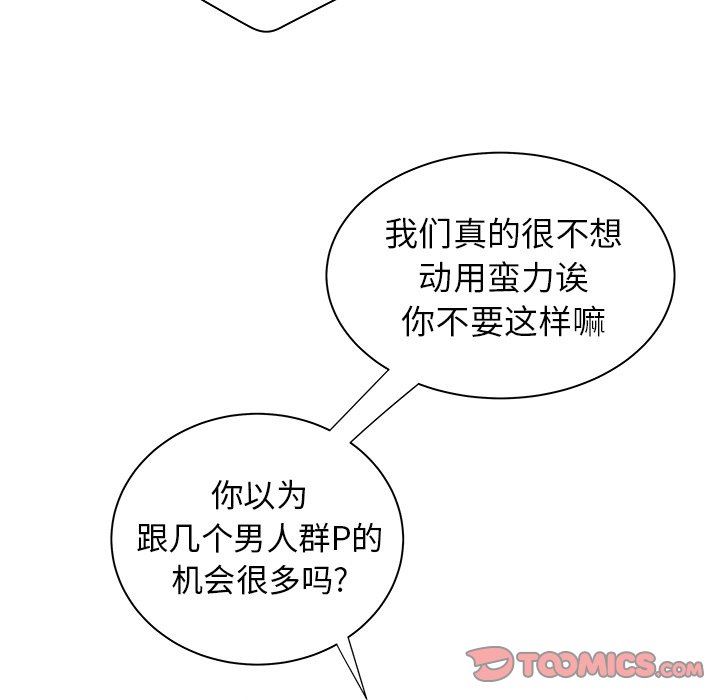 我们真的很不想
动用蛮力诶
你不要这样嘛
你以为
跟几个男人群P的
机会很多吗?
TOOMICS.COM